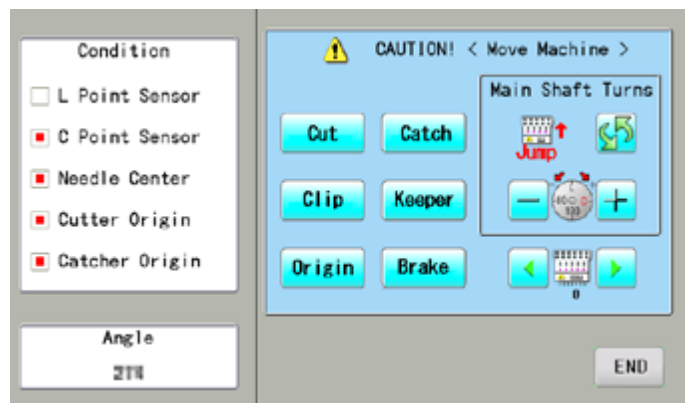 Condition
L Point Sensor
C Point Sensor
Needle Center
Cutter Origin
Catcher Origin
Angle
CAUTION! < Move Machine >
Main Shaft Turns
Cut
Catch
Jump
Clip
Keeper
Origin
Brake
0
END